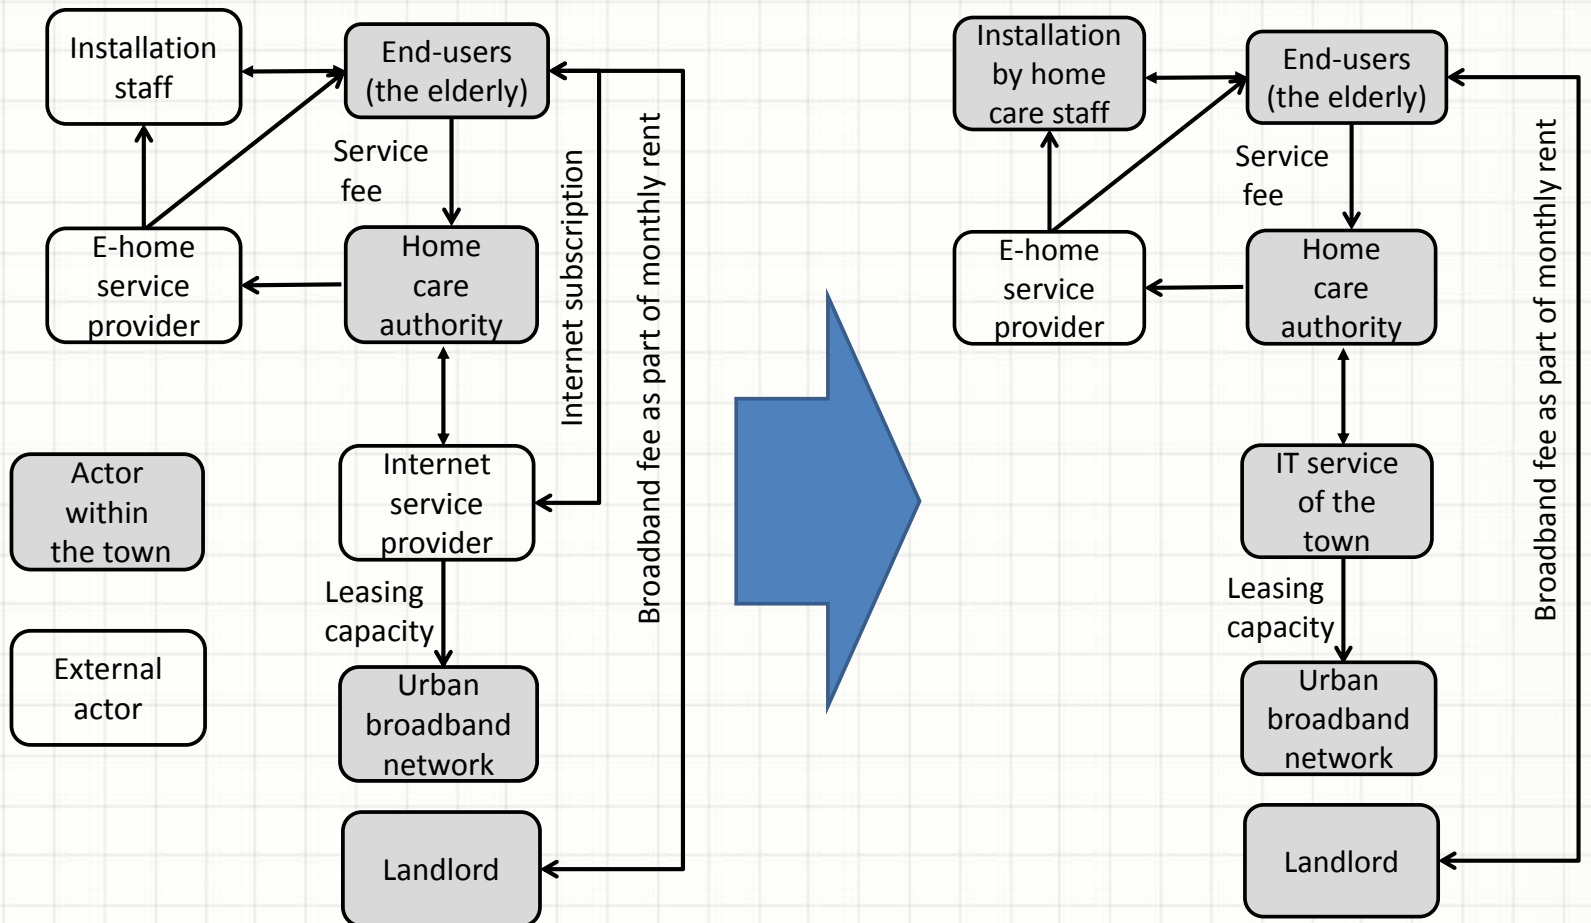 Installation
staff
End-users
(the elderly)
Service
fee
E-home
service
provider
Home
care
authority
Internet subscription
Broadband fee as part of monthly rent
Actor
within
the town
Internet
service
provider
Leasing
capacity
External
actor
Urban
broadband
network
Landlord
Installation
by home
care staff
End-users
(the elderly)
Service
fee
E-home
service
provider
Home
care
authority
Broadband fee as part of monthly rent
IT service
of the
town
Leasing
capacity
Urban
broadband
network
Landlord